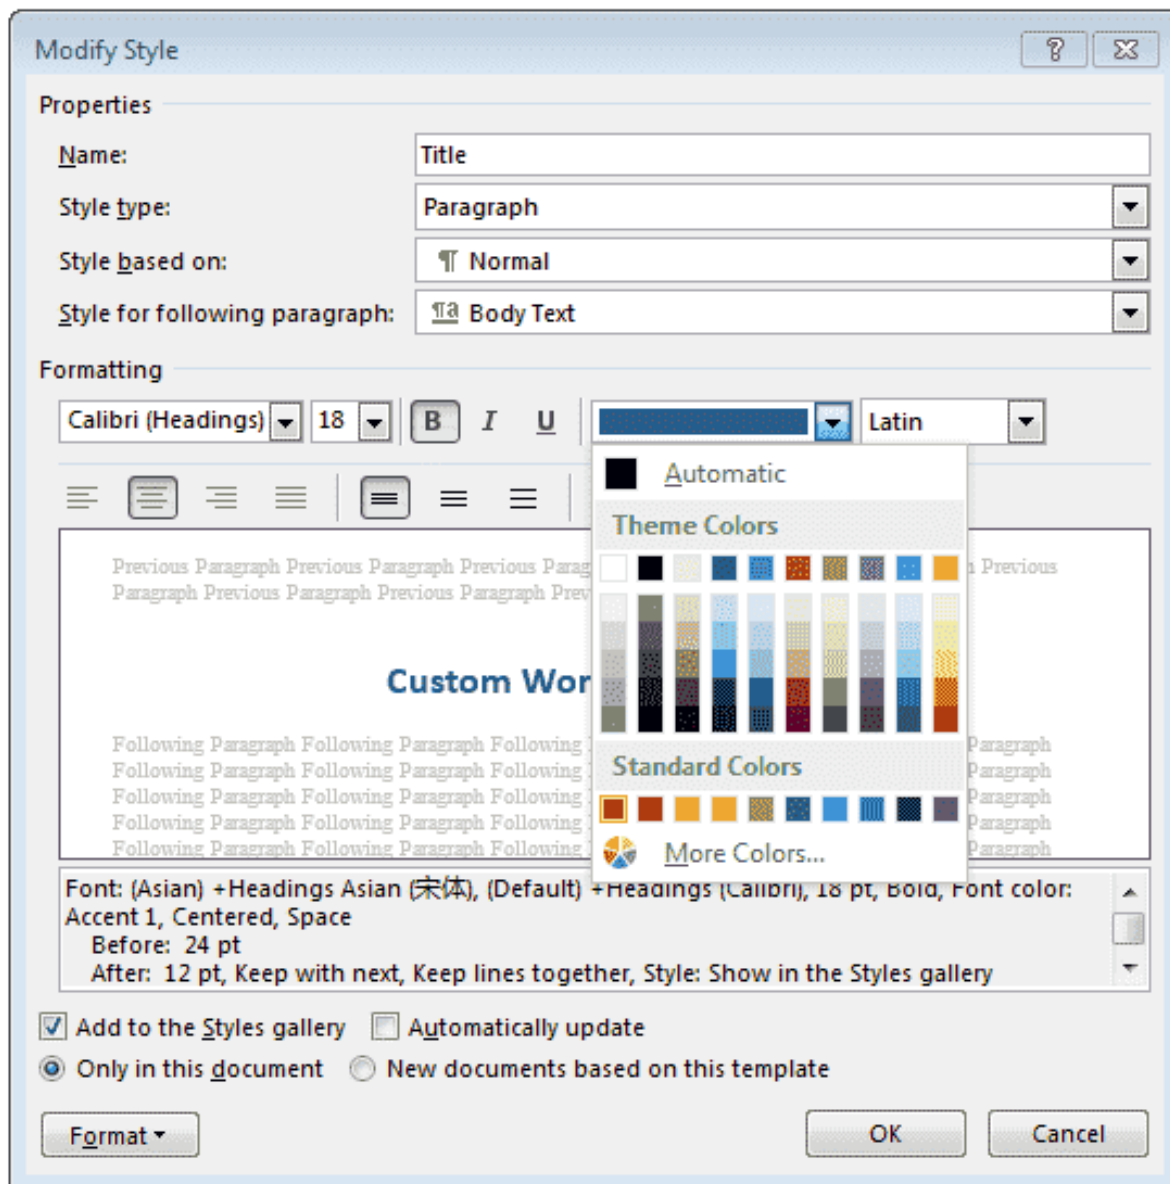 Modify Style
Properties
Name: Title
Style type: Paragraph
Style based on: Normal
Style for following paragraph: Body Text
Formatting
Calibri (Headings) 18 B I U Latin
Automatic
Theme Colors
Previous Paragraph Previous Paragraph Previous Parag n Previous
Paragraph Previous Paragraph Previous Paragraph Prev
Custom Wor
Following Paragraph Following Paragraph Following Paragraph
Standard Colors
Following Paragraph Following Paragraph Following Paragraph
Following Paragraph Following Paragraph Following Paragraph
Following Paragraph Following Paragraph Following Paragraph
Following Paragraph Following Paragraph Following Paragraph
More Colors...
Font: (Asian) +Headings Asian (宋体), (Default) +Headings (Calibri), 18 pt, Bold, Font color:
Accent 1, Centered, Space
Before: 24 pt
After: 12 pt, Keep with next, Keep lines together, Style: Show in the Styles gallery
Add to the Styles gallery Automatically update
Only in this document New documents based on this template
Format OK Cancel